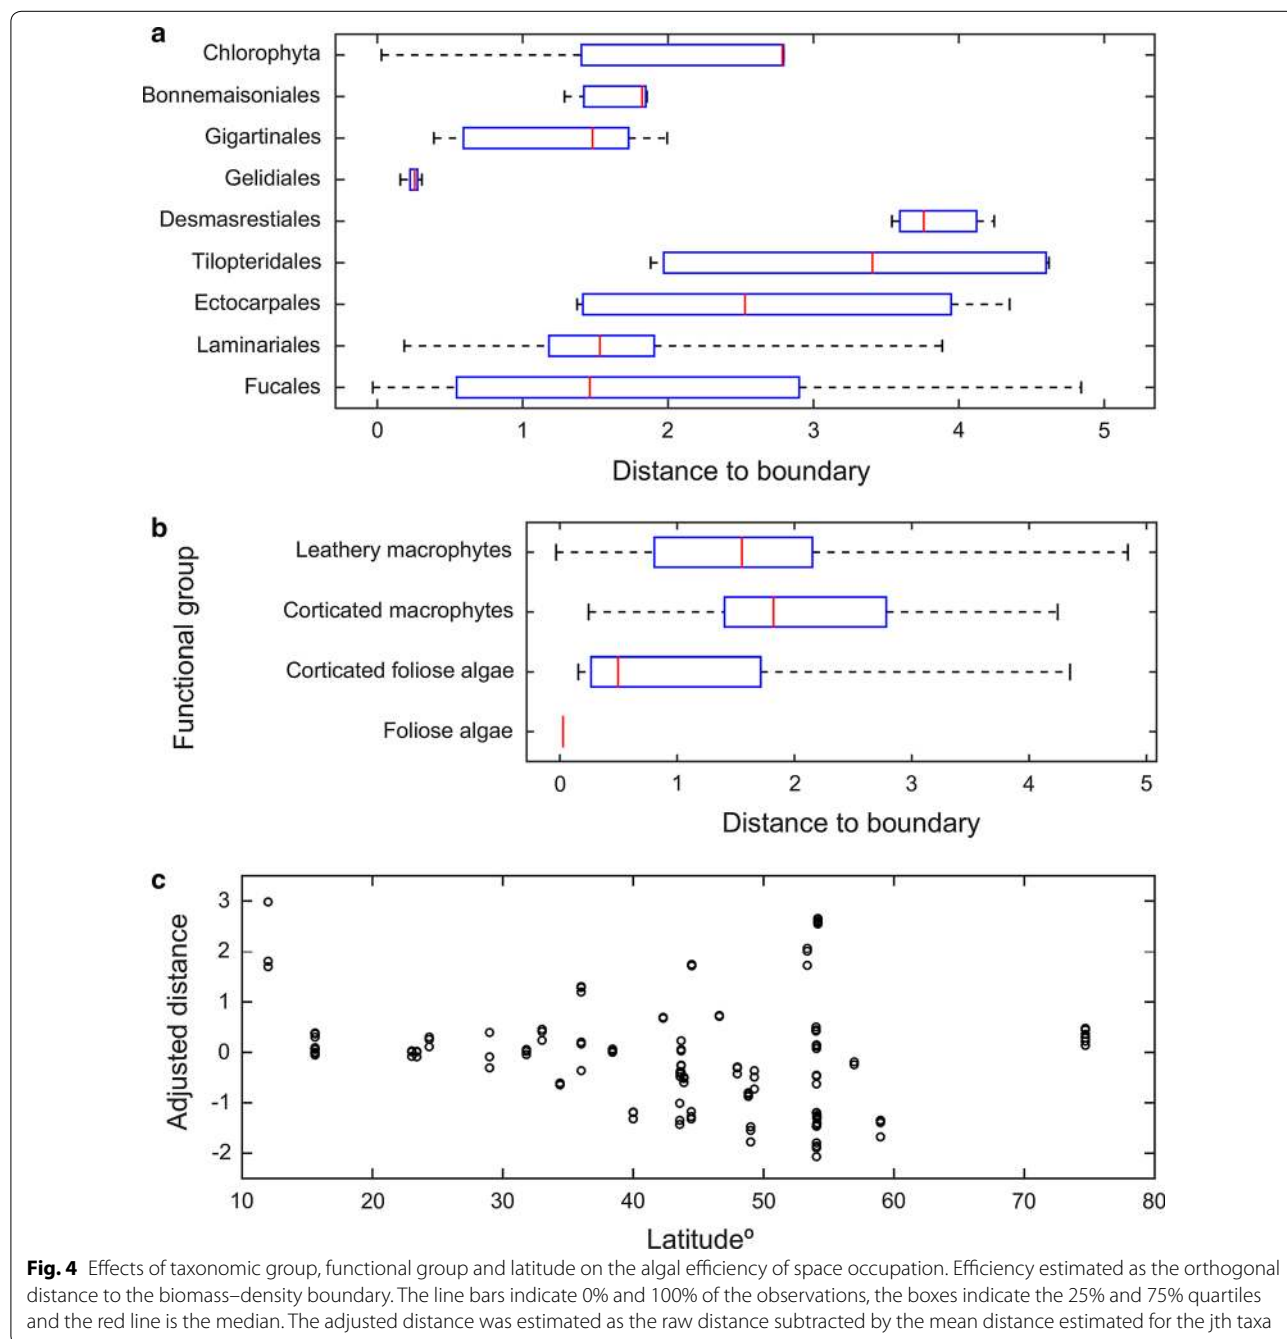 a
Chlorophyta
Bonnemaisoniales
Gigartinales
Gelidiales
Desmasrestiales
Tilopteridales
Ectocarpales
Laminariales
Fucales
0 1 2 3 4 5
Distance to boundary
b
Functional group
Leathery macrophytes
Corticated macrophytes
Corticated foliose algae
Foliose algae
0 1 2 3 4 5
Distance to boundary
c
Adjusted distance
3
2
1
0
-1
-2
10 20 30 40 50 60 70 80
Latitudeº
Fig. 4 Effects of taxonomic group, functional group and latitude on the algal efficiency of space occupation. Efficiency estimated as the orthogonal
distance to the biomass–density boundary. The line bars indicate 0% and 100% of the observations, the boxes indicate the 25% and 75% quartiles
and the red line is the median. The adjusted distance was estimated as the raw distance subtracted by the mean distance estimated for the jth taxa